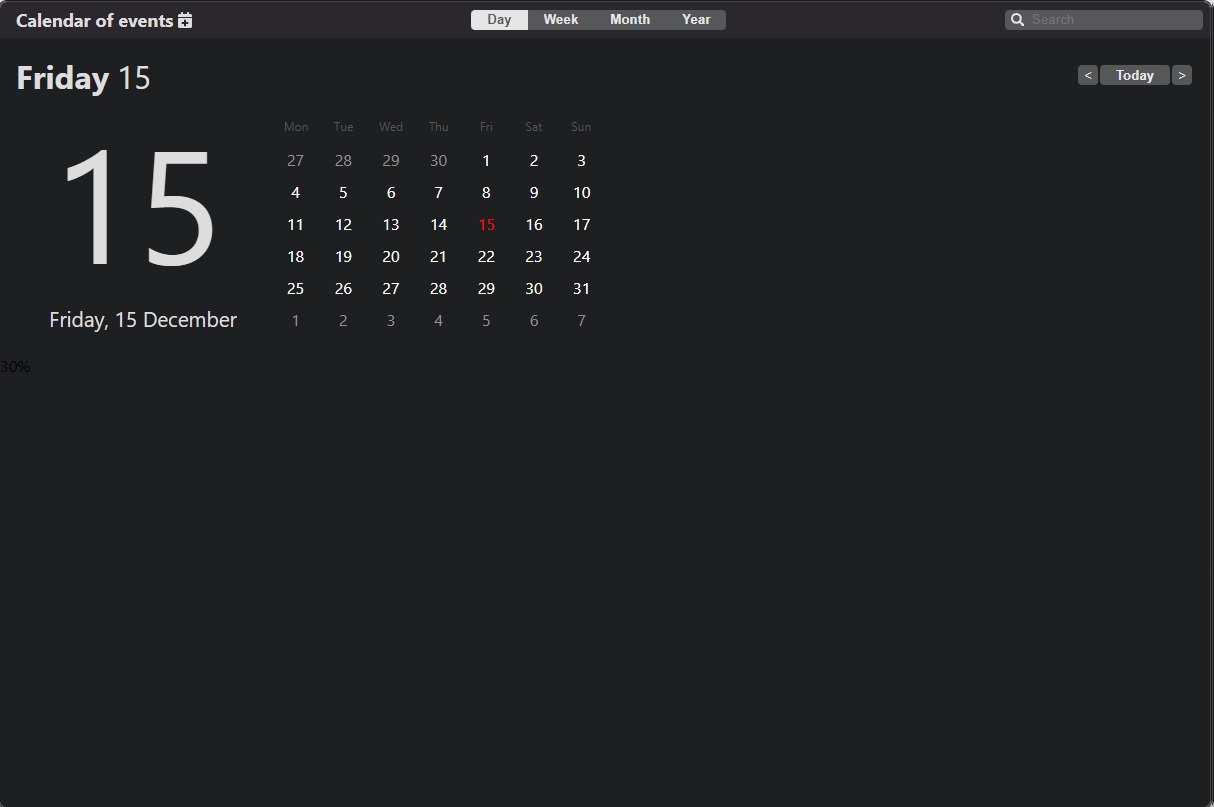 Calendar of events
Day Week Month Year
Search
Friday 15
< Today >
15
Friday, 15 December
Mon Tue Wed Thu Fri Sat Sun
27 28 29 30 1 2 3
4 5 6 7 8 9 10
11 12 13 14 15 16 17
18 19 20 21 22 23 24
25 26 27 28 29 30 31
1 2 3 4 5 6 7
30%